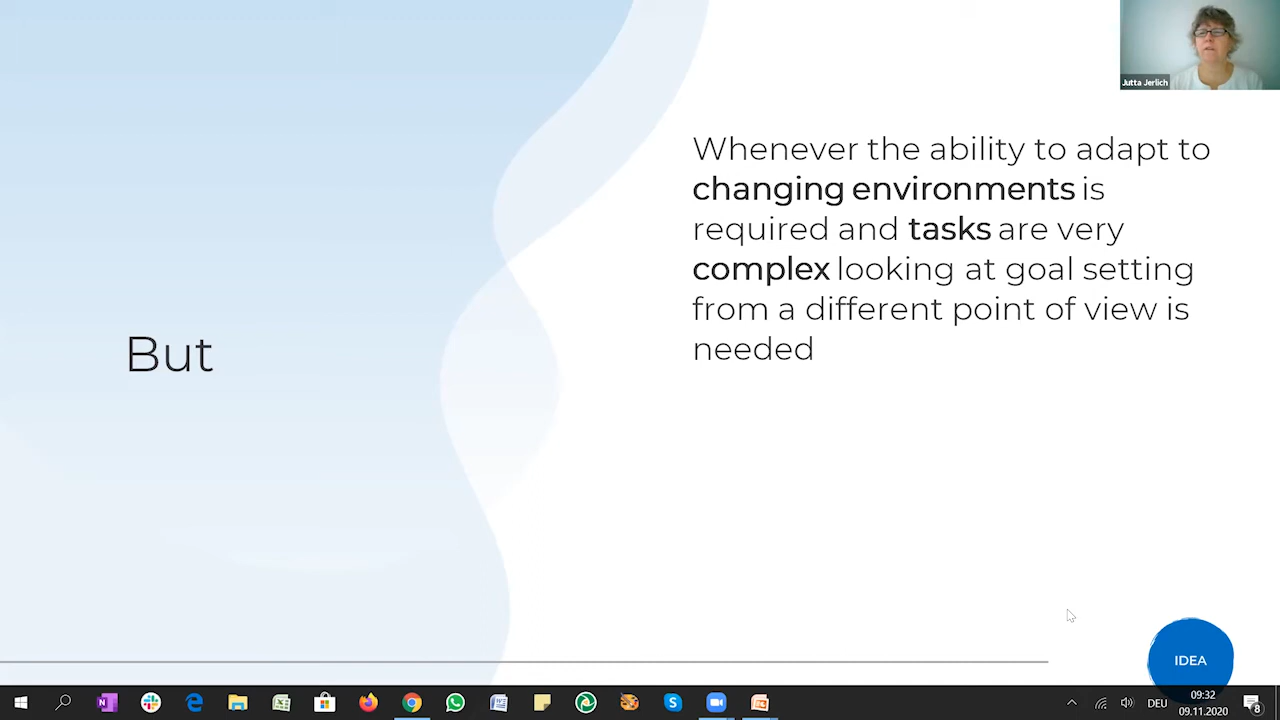 Jutta Jerlich
Whenever the ability to adapt to
changing environments is
required and tasks are very
complex looking at goal setting
from a different point of view is
needed
But
IDEA
DEU
09:32
09.11.2020
8